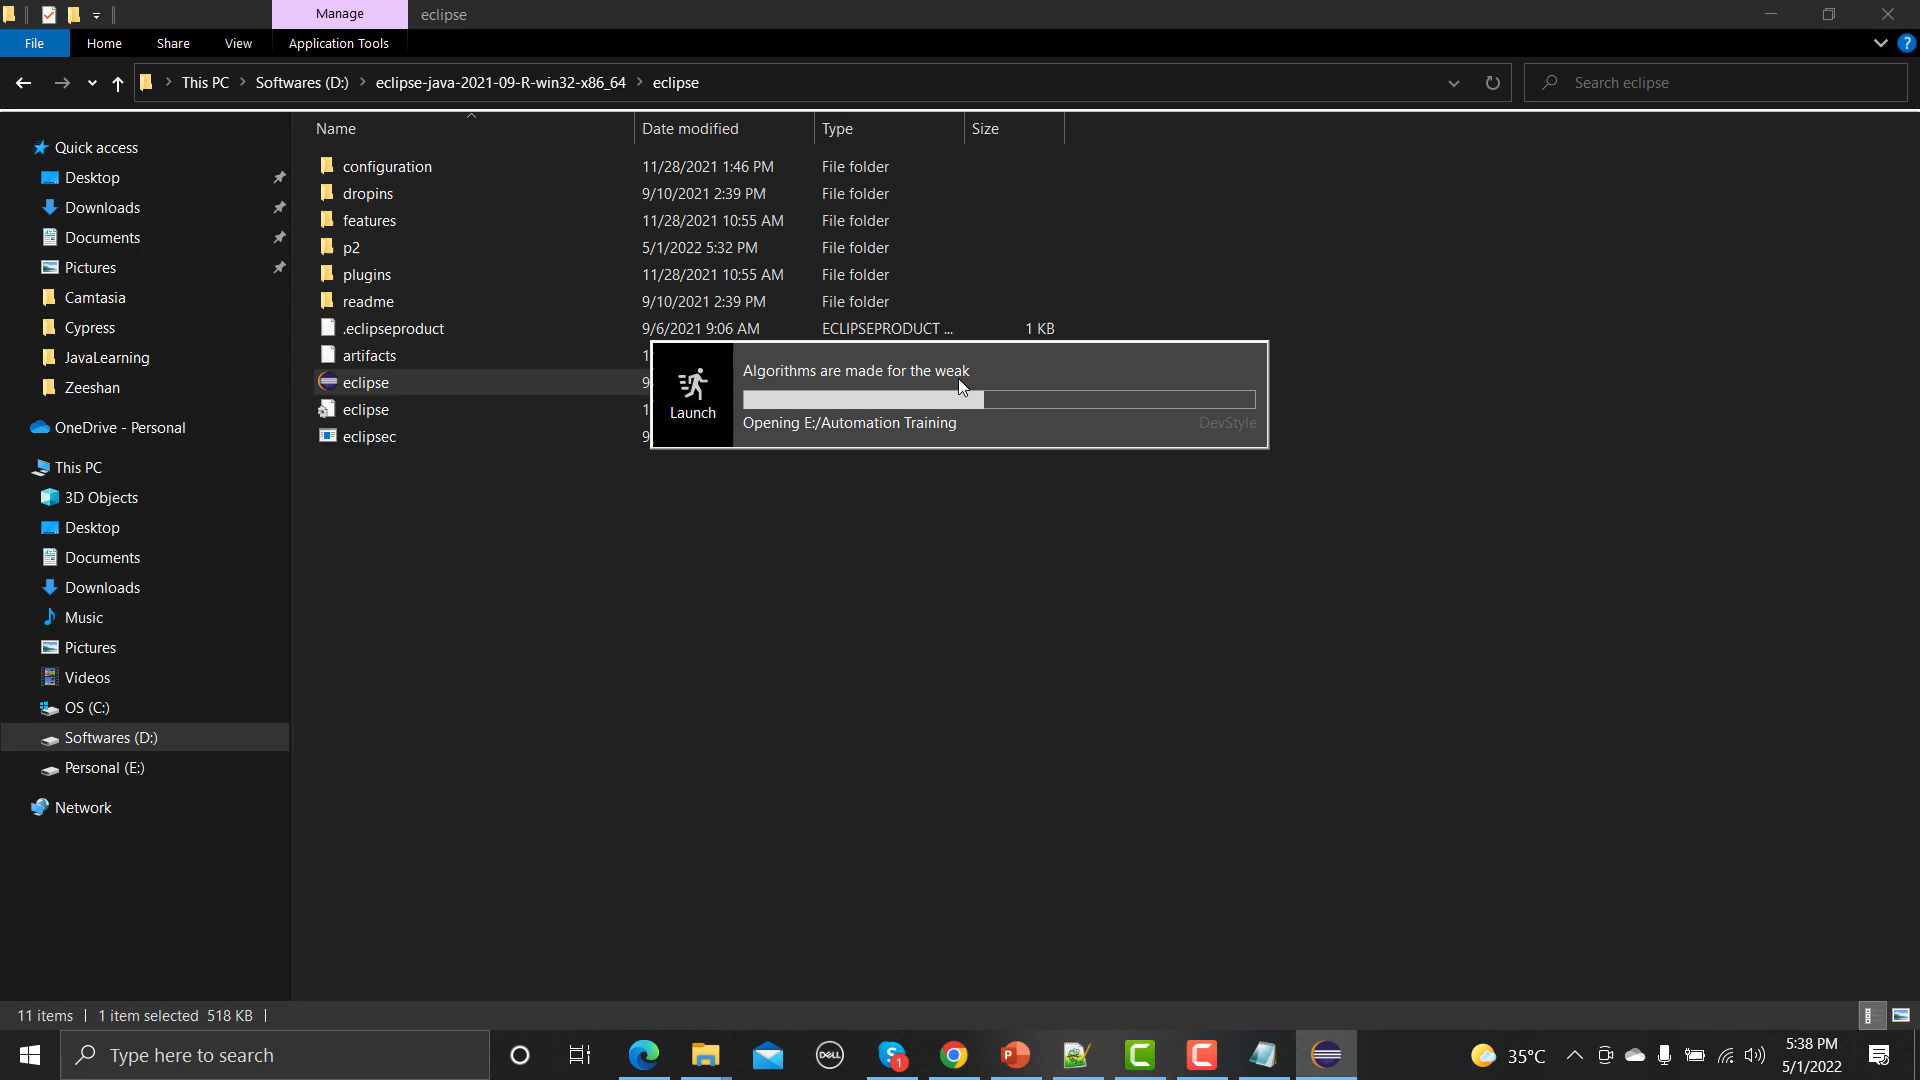 Manage
eclipse
File
Home
Share
View
Application Tools
This PC
Softwares (D:)
eclipse-java-2021-09-R-win32-x86_64
eclipse
Search eclipse
Name
Date modified
Type
Size
Quick access
Desktop
Downloads
Documents
Pictures
Camtasia
Cypress
JavaLearning
Zeeshan
OneDrive - Personal
This PC
3D Objects
Desktop
Documents
Downloads
Music
Pictures
Videos
OS (C:)
Softwares (D:)
Personal (E:)
Network
configuration 11/28/2021 1:46 PM File folder
dropins 9/10/2021 2:39 PM File folder
features 11/28/2021 10:55 AM File folder
p2 5/1/2022 5:32 PM File folder
plugins 11/28/2021 10:55 AM File folder
readme 9/10/2021 2:39 PM File folder
.eclipseproduct 9/6/2021 9:06 AM ECLIPSEPRODUCT ... 1 KB
artifacts 1
eclipse 9
eclipse 1
eclipsec 9
Launch
Algorithms are made for the weak
Opening E:/Automation Training
DevStyle
11 items
1 item selected 518 KB
Type here to search
DELL
1
35°C
5:38 PM
5/1/2022